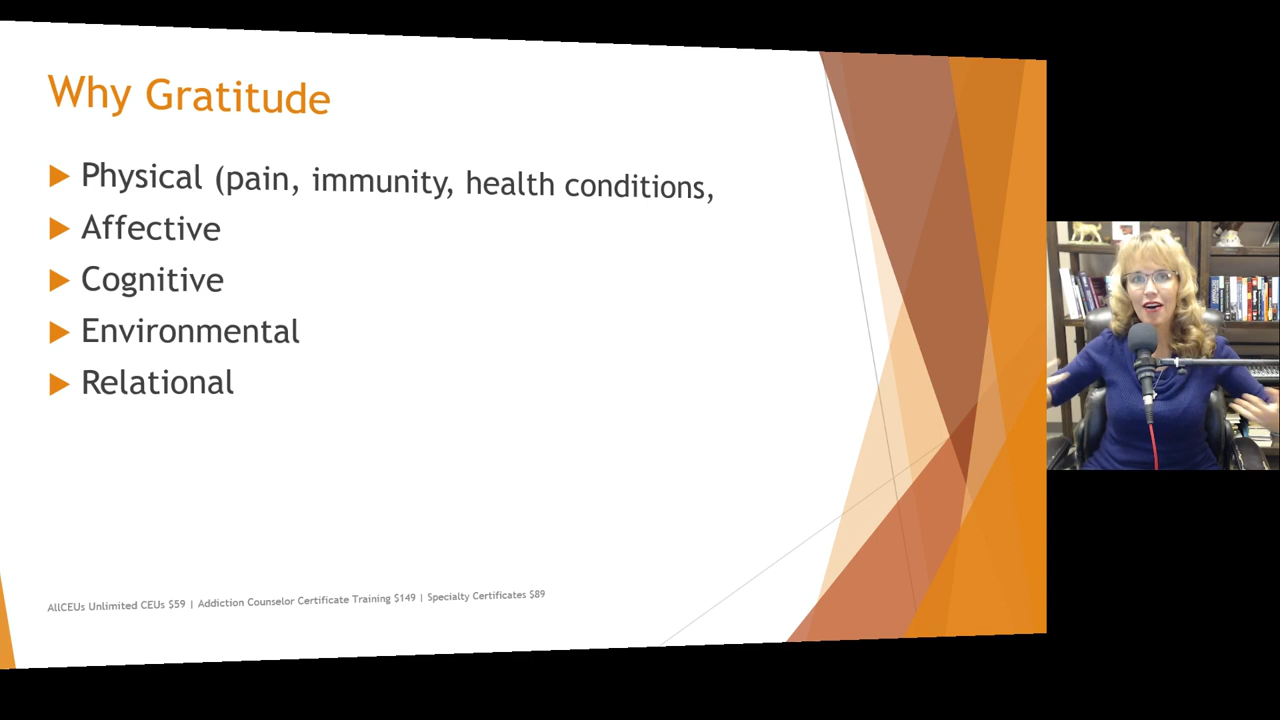 Why Gratitude
Physical (pain, immunity, health conditions,
Affective
Cognitive
Environmental
Relational
AllCEUs Unlimited CEUs $59 | Addiction Counselor Certificate Training $149 | Specialty Certificates $89